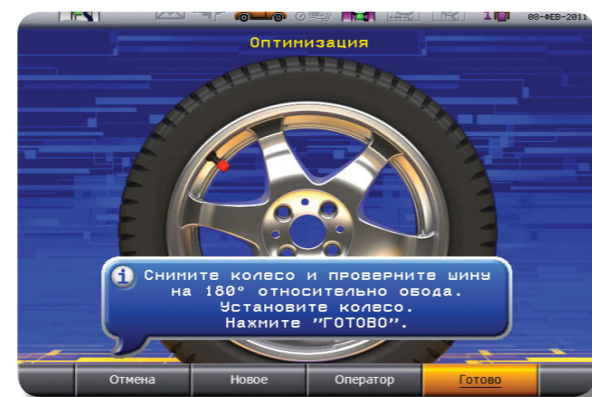 1
08-ФЕВ-2011
Оптимизация
Снимите колесо и проверните шину
на 180° относительно обода.
Установите колесо.
Нажмите "ГОТОВО".
Отмена
Новое
Оператор
Готово